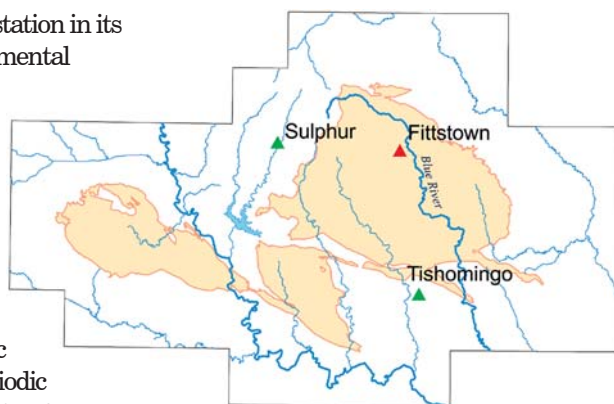 station in its
mental
Sulphur
Fittstown
Blue River
Tishomingo
c
iodic